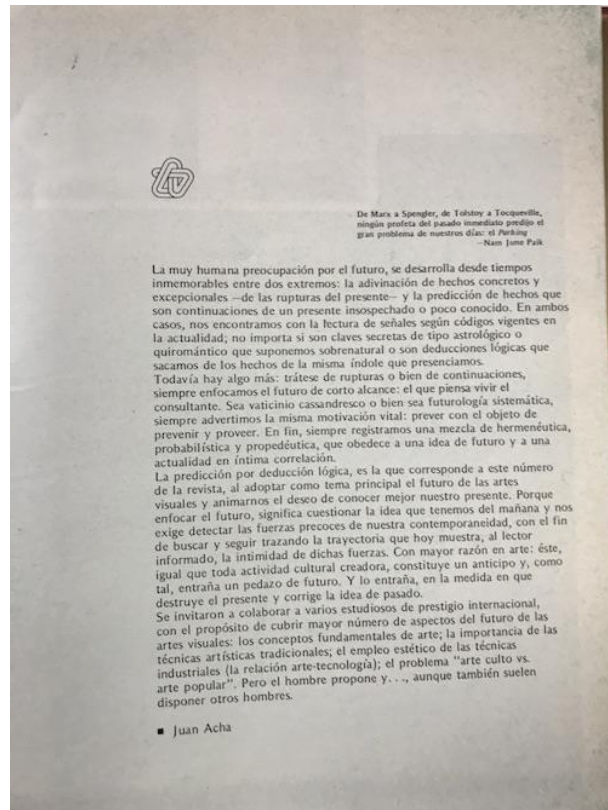 De Marx a Spengler, de Tolstoy a Tocqueville,
ningún profeta del pasado inmediato predijo el
gran problema de nuestros días: el Parking
—Nam June Paik
La muy humana preocupación por el futuro, se desarrolla desde tiempos
inmemorables entre dos extremos: la adivinación de hechos concretos y
excepcionales —de las rupturas del presente— y la predicción de hechos que
son continuaciones de un presente insospechado o poco conocido. En ambos
casos, nos encontramos con la lectura de señales según códigos vigentes en
la actualidad; no importa si son claves secretas de tipo astrológico o
quiromántico que suponemos sobrenatural o son deducciones lógicas que
sacamos de los hechos de la misma índole que presenciamos.
Todavía hay algo más: trátese de rupturas o bien de continuaciones,
siempre enfocamos el futuro de corto alcance: el que piensa vivir el
consultante. Sea vaticinio cassandresco o bien sea futurología sistemática,
siempre advertimos la misma motivación vital: prever con el objeto de
prevenir y proveer. En fin, siempre registramos una mezcla de hermenéutica,
probabilística y propedéutica, que obedece a una idea de futuro y a una
actualidad en íntima correlación.
La predicción por deducción lógica, es la que corresponde a este número
de la revista, al adoptar como tema principal el futuro de las artes
visuales y animarnos el deseo de conocer mejor nuestro presente. Porque
enfocar el futuro, significa cuestionar la idea que tenemos del mañana y nos
exige detectar las fuerzas precoces de nuestra contemporaneidad, con el fin
de buscar y seguir trazando la trayectoria que hoy muestra, al lector
informado, la intimidad de dichas fuerzas. Con mayor razón en arte: éste,
igual que toda actividad cultural creadora, constituye un anticipo y, como
tal, entraña un pedazo de futuro. Y lo entraña, en la medida en que
destruye el presente y corrige la idea de pasado.
Se invitaron a colaborar a varios estudiosos de prestigio internacional,
con el propósito de cubrir mayor número de aspectos del futuro de las
artes visuales: los conceptos fundamentales de arte; la importancia de las
técnicas artísticas tradicionales; el empleo estético de las técnicas
industriales (la relación arte-tecnología); el problema "arte culto vs.
arte popular". Pero el hombre propone y. . ., aunque también suelen
disponer otros hombres.
■ Juan Acha